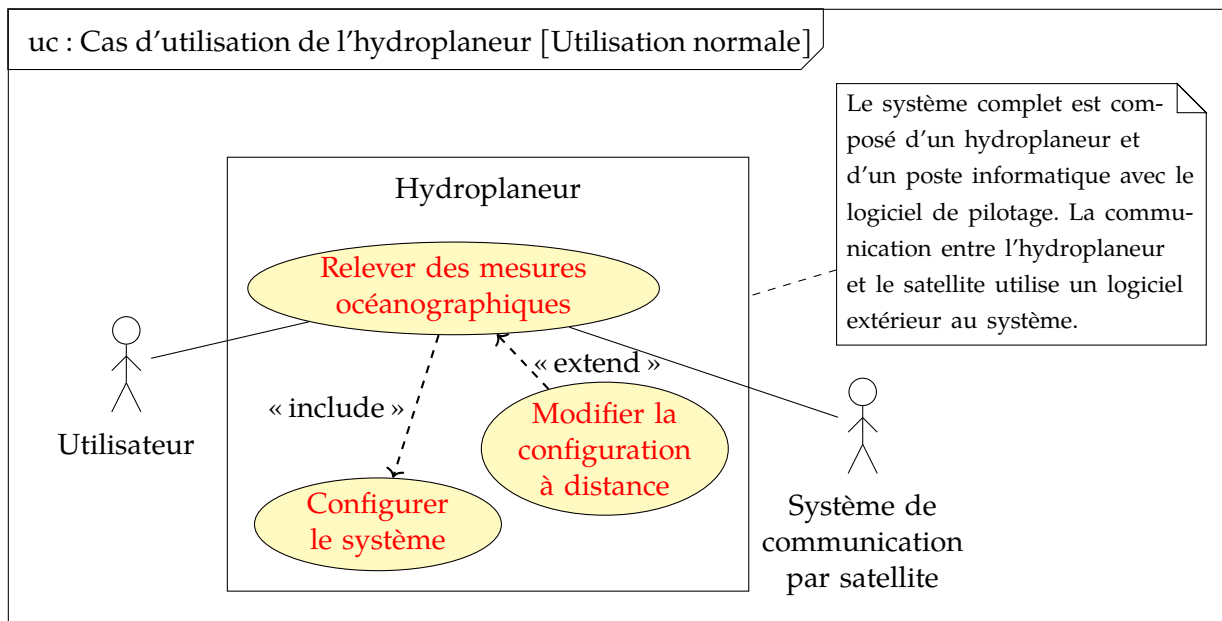 uc : Cas d'utilisation de l'hydroplaneur [Utilisation normale]
Le système complet est com-
posé d'un hydroplaneur et
d'un poste informatique avec le
logiciel de pilotage. La commu-
nication entre l'hydroplaneur
et le satellite utilise un logiciel
extérieur au système.
Hydroplaneur
Relever des mesures
océanographiques
« extend »
« include »
Modifier la
configuration
à distance
Utilisateur
Configurer
le système
Système de
communication
par satellite